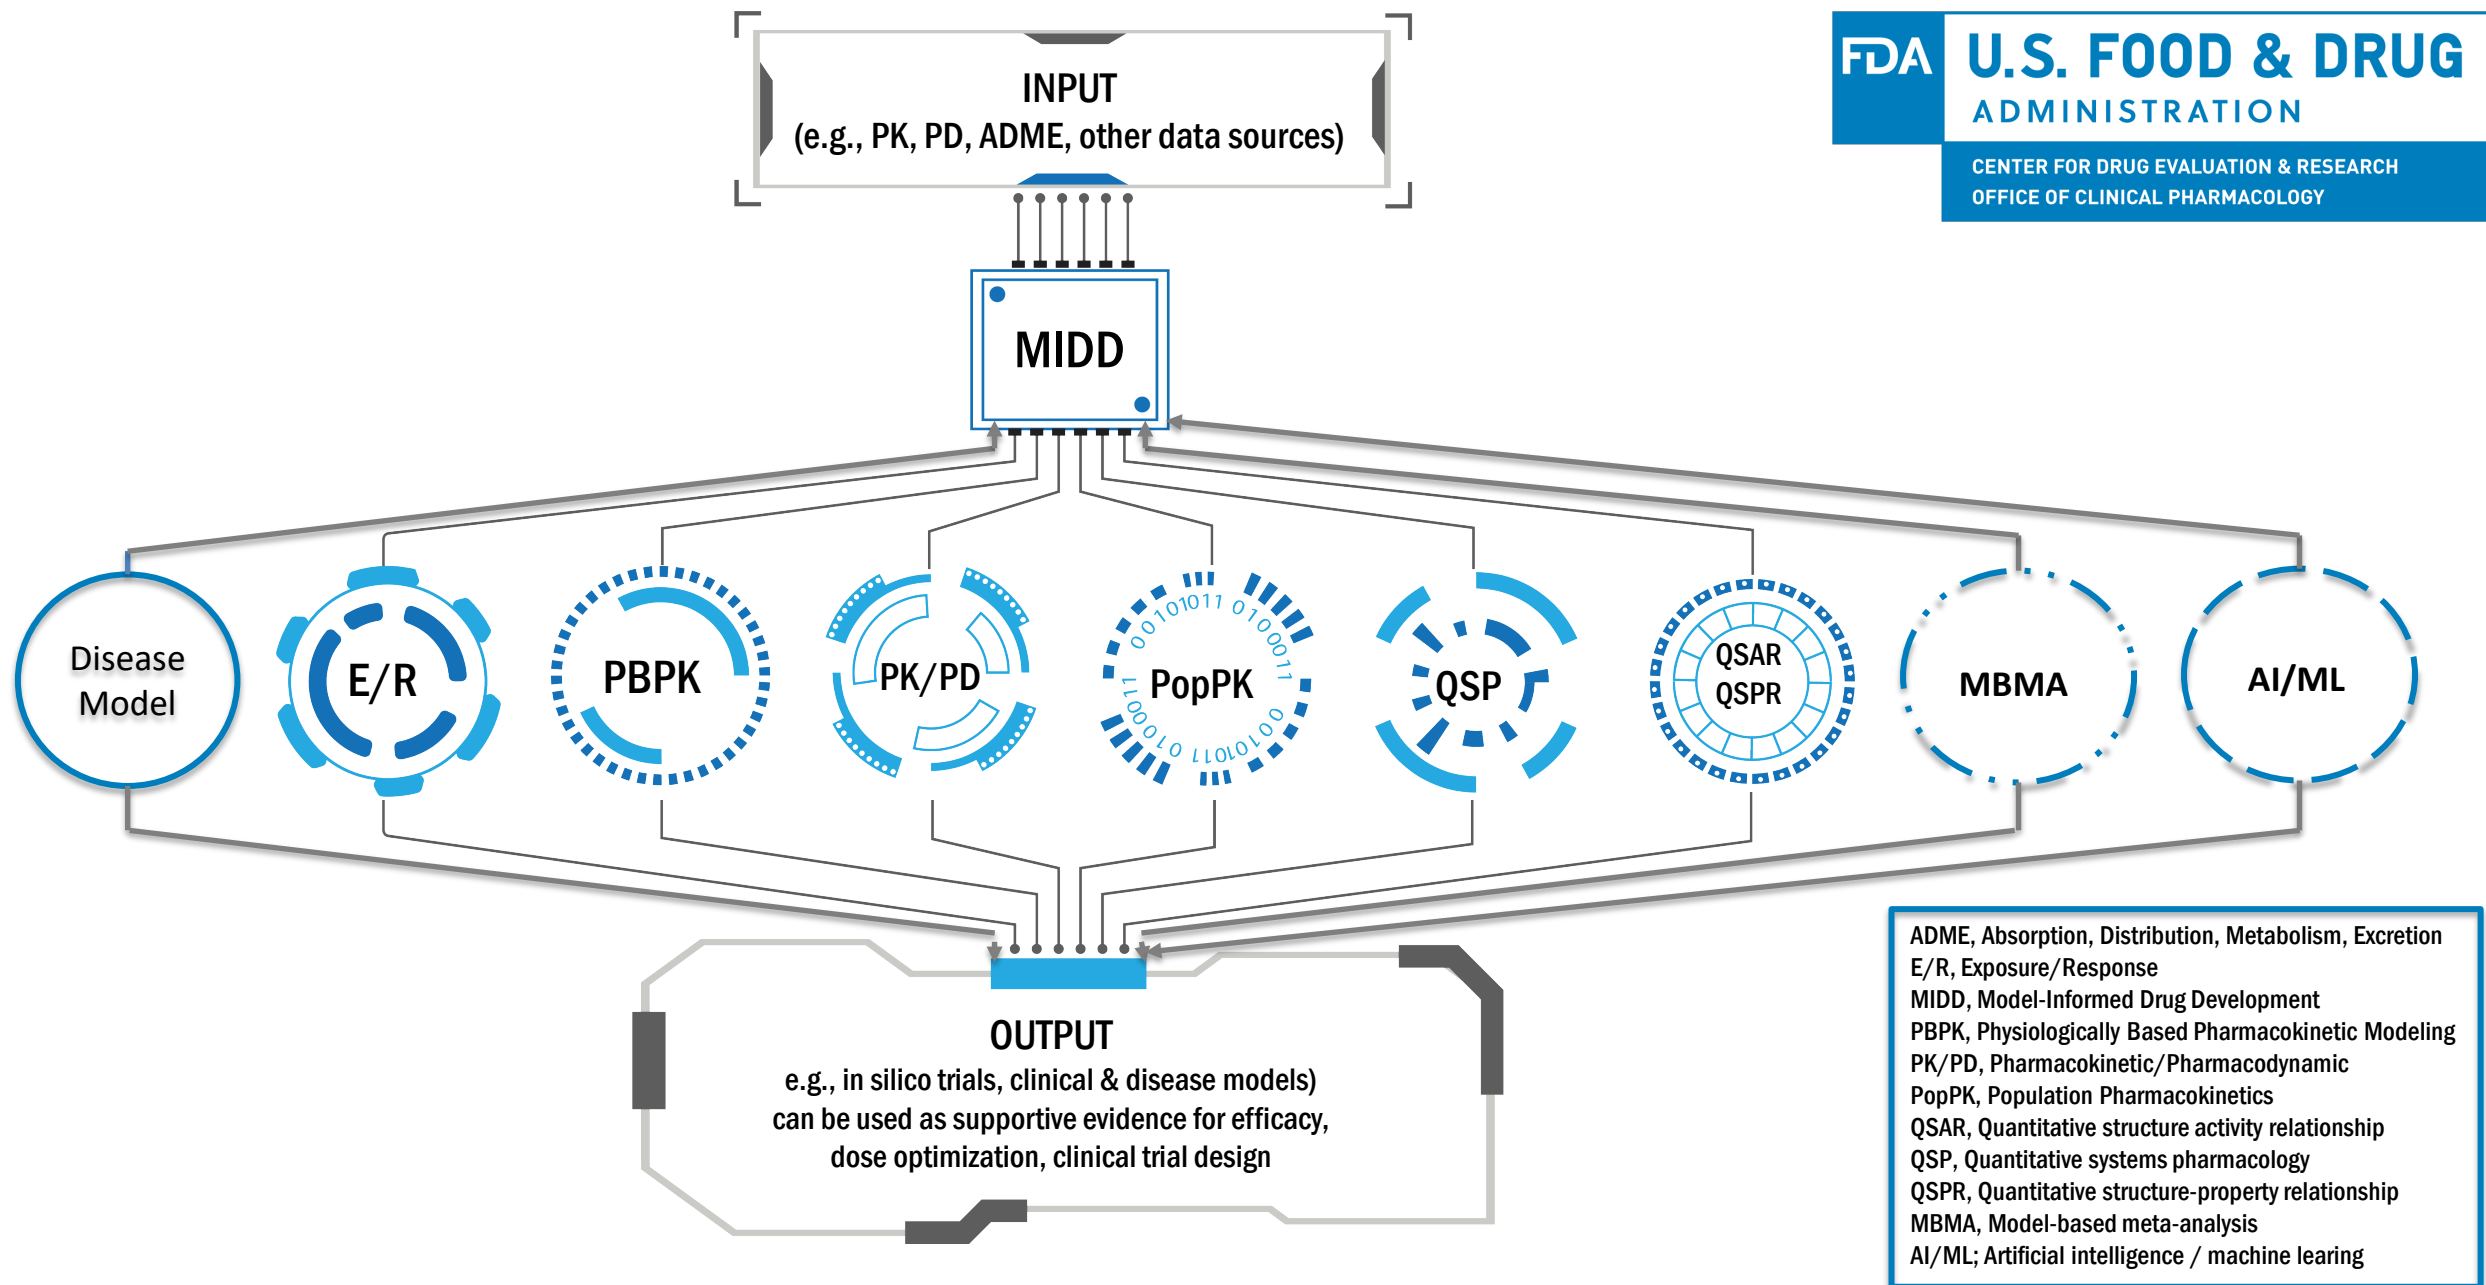 INPUT
(e.g., PK, PD, ADME, other data sources)
FDA
U.S. FOOD & DRUG
ADMINISTRATION
CENTER FOR DRUG EVALUATION & RESEARCH
OFFICE OF CLINICAL PHARMACOLOGY
MIDD
Disease
Model
E/R
PBPK
PK/PD
00101011 01000011
PopPK
00101011 01000011
QSP
QSAR
QSPR
MBMA
AI/ML
OUTPUT
e.g., in silico trials, clinical & disease models)
can be used as supportive evidence for efficacy,
dose optimization, clinical trial design
ADME, Absorption, Distribution, Metabolism, Excretion
E/R, Exposure/Response
MIDD, Model-Informed Drug Development
PBPK, Physiologically Based Pharmacokinetic Modeling
PK/PD, Pharmacokinetic/Pharmacodynamic
PopPK, Population Pharmacokinetics
QSAR, Quantitative structure activity relationship
QSP, Quantitative systems pharmacology
QSPR, Quantitative structure-property relationship
MBMA, Model-based meta-analysis
AI/ML; Artificial intelligence / machine learing